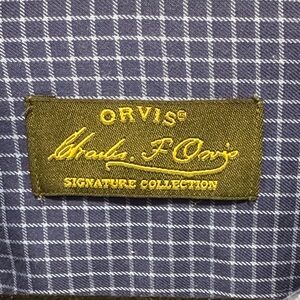 ORVIS®
Charles. F. Orvis
SIGNATURE COLLECTION